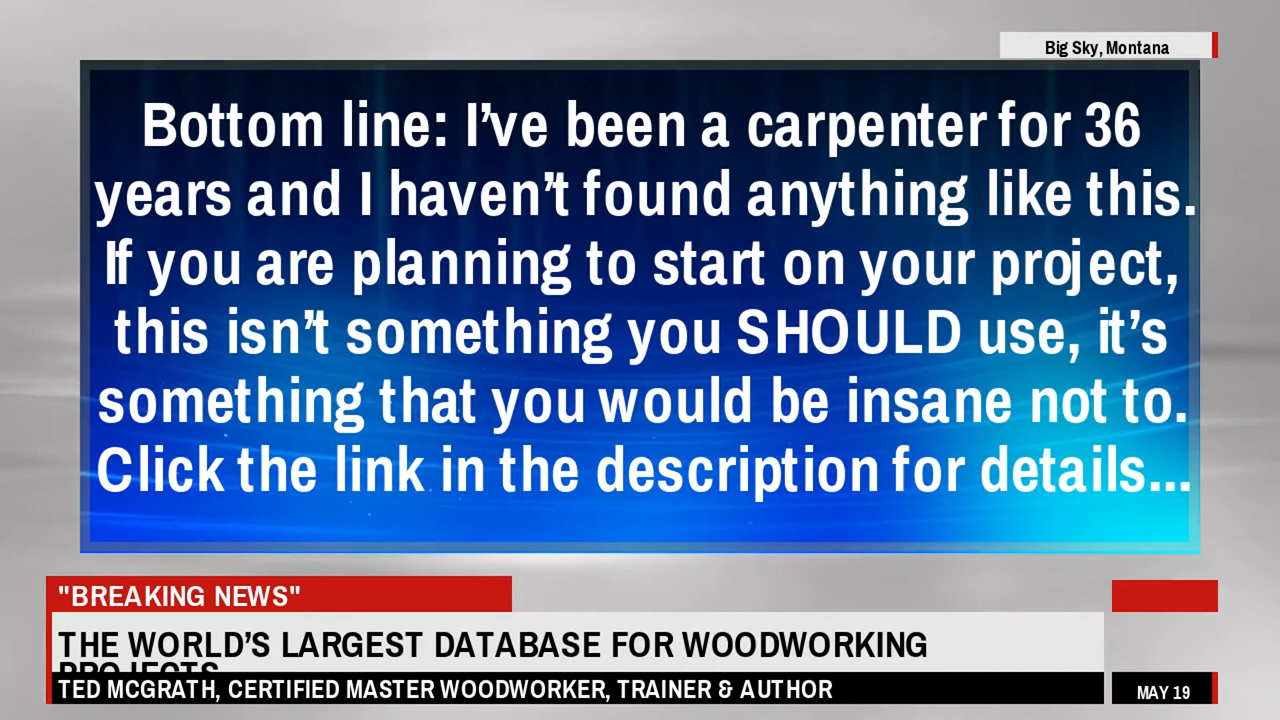 Big Sky, Montana
Bottom line: I’ve been a carpenter for 36
years and I haven’t found anything like this.
If you are planning to start on your project,
this isn’t something you SHOULD use, it’s
something that you would be insane not to.
Click the link in the description for details...
"BREAKING NEWS"
THE WORLD’S LARGEST DATABASE FOR WOODWORKING
PROJECTS
TED MCGRATH, CERTIFIED MASTER WOODWORKER, TRAINER & AUTHOR
MAY 19